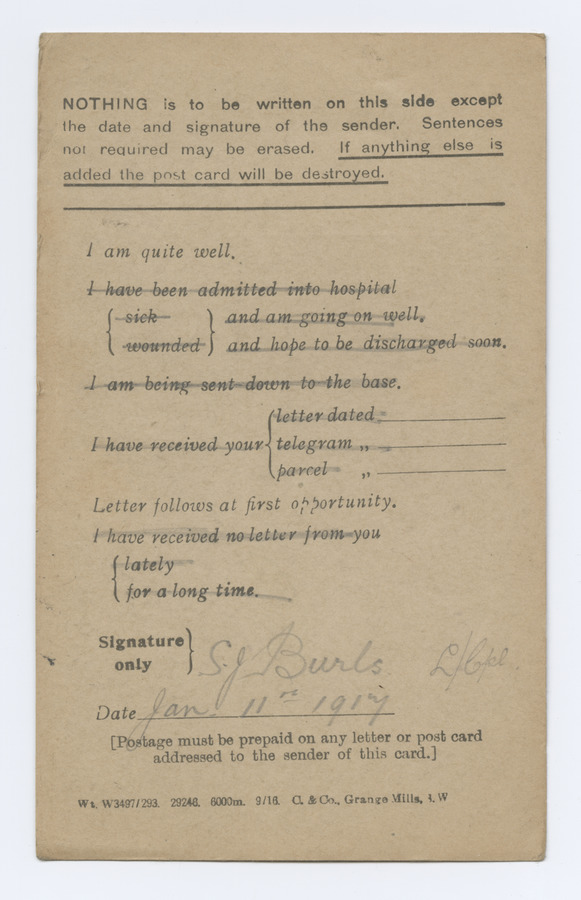 NOTHING is to be written on this side except
the date and signature of the sender. Sentences
not required may be erased. If anything else is
added the post card will be destroyed.
I am quite well.
I have been admitted into hospital
{ sick } and am going on well.
{ wounded } and hope to be discharged soon.
I am being sent down to the base.
{ letter dated
I have received your { telegram „
{ parcel „
Letter follows at first opportunity.
I have received no letter from you
{ lately
{ for a long time.
Signature }
only } S.J Burls L/Cpl.
Date Jan. 11 1917
[Postage must be prepaid on any letter or post card
addressed to the sender of this card.]
Wt. W3497/293. 29246. 6000m. 9/16. C. & Co., Grange Mills, S.W